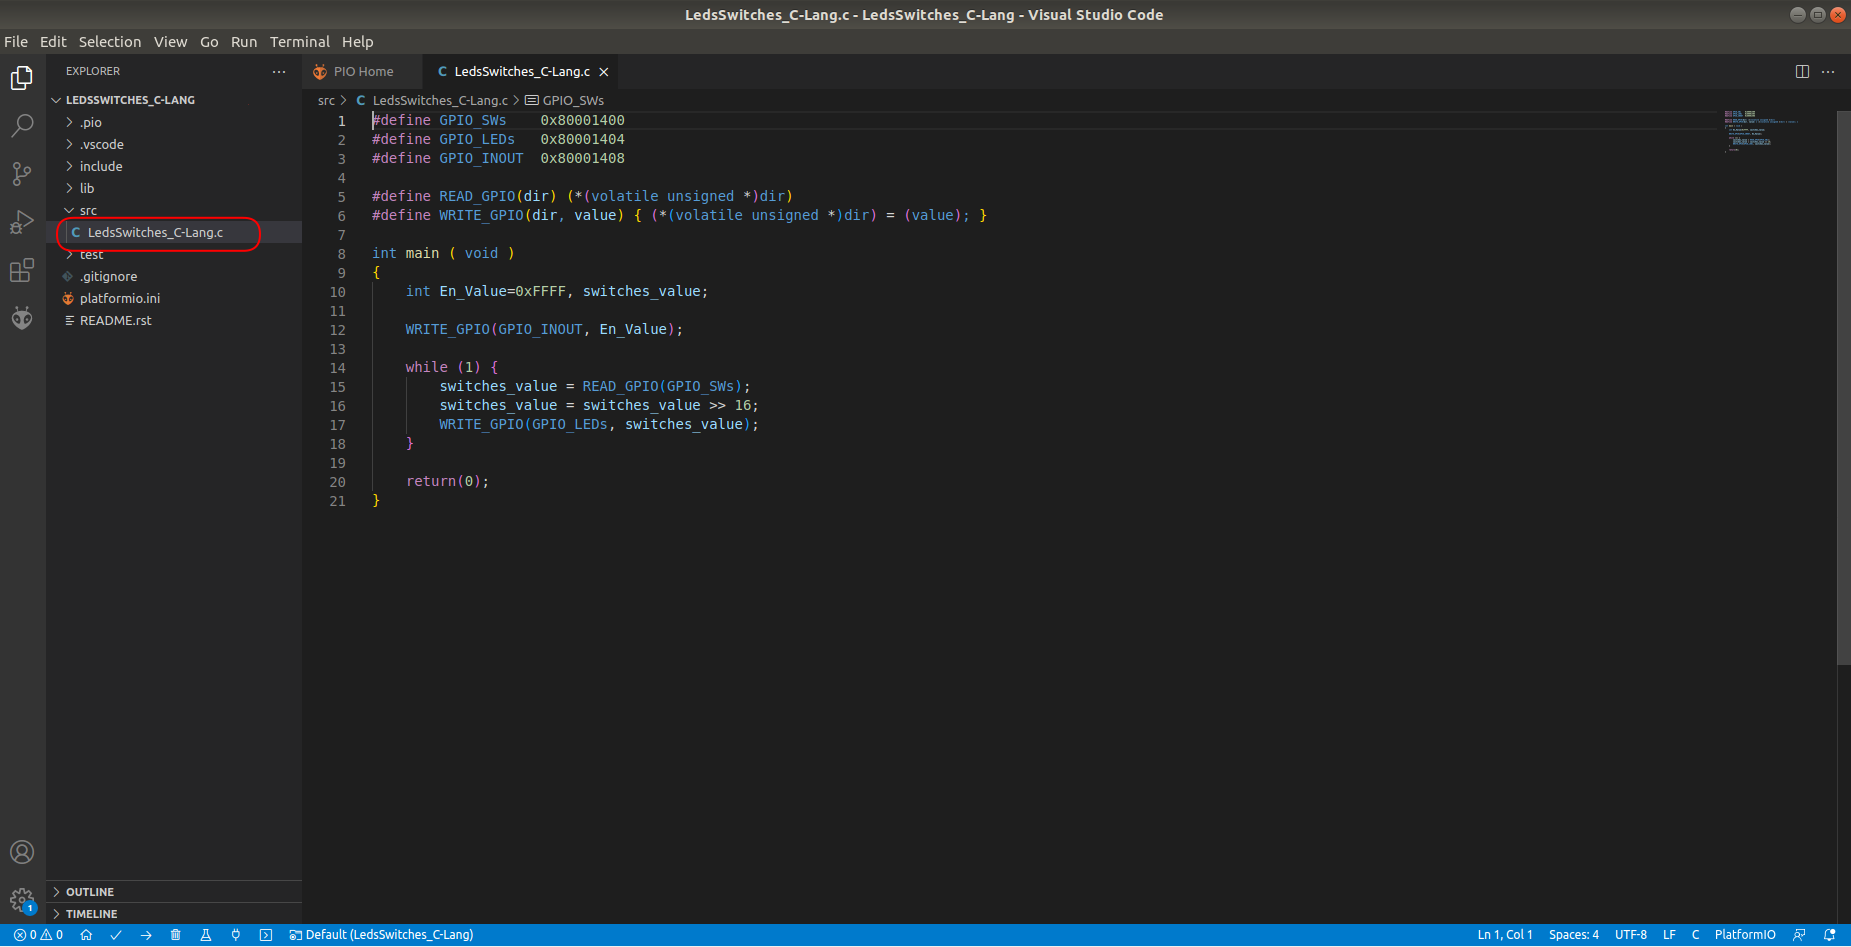 LedsSwitches_C-Lang.c - LedsSwitches_C-Lang - Visual Studio Code
File Edit Selection View Go Run Terminal Help
EXPLORER
LEDSSWITCHES_C-LANG
.pio
.vscode
include
lib
src
C LedsSwitches_C-Lang.c
test
.gitignore
platformio.ini
README.rst
OUTLINE
TIMELINE
1
PIO Home
C LedsSwitches_C-Lang.c
src > C LedsSwitches_C-Lang.c > GPIO_SWs
1 #define GPIO_SWs    0x80001400
2 #define GPIO_LEDs   0x80001404
3 #define GPIO_INOUT  0x80001408
4
5 #define READ_GPIO(dir) (*(volatile unsigned *)dir)
6 #define WRITE_GPIO(dir, value) { (*(volatile unsigned *)dir) = (value); }
7
8 int main ( void )
9 {
10     int En_Value=0xFFFF, switches_value;
11
12     WRITE_GPIO(GPIO_INOUT, En_Value);
13
14     while (1) {
15         switches_value = READ_GPIO(GPIO_SWs);
16         switches_value = switches_value >> 16;
17         WRITE_GPIO(GPIO_LEDs, switches_value);
18     }
19
20     return(0);
21 }
0 0 Default (LedsSwitches_C-Lang) Ln 1, Col 1 Spaces: 4 UTF-8 LF C PlatformIO